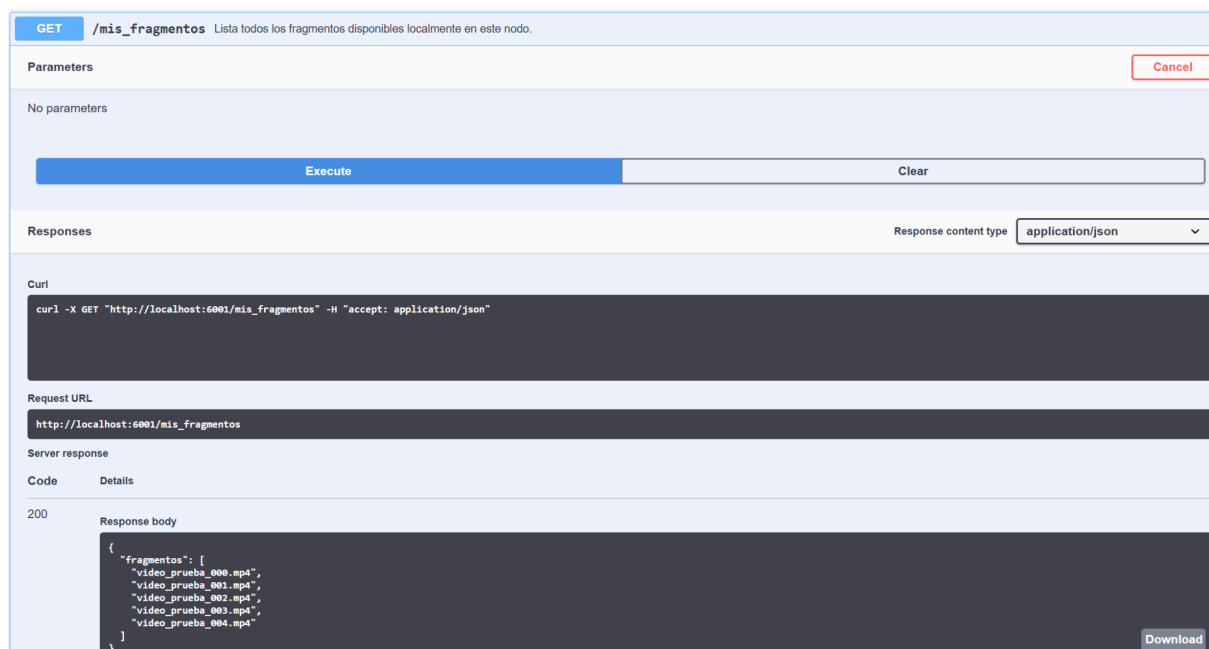 GET /mis_fragmentos Lista todos los fragmentos disponibles localmente en este nodo.
Parameters Cancel
No parameters
Execute Clear
Responses Response content type application/json
Curl
curl -X GET "http://localhost:6001/mis_fragmentos" -H "accept: application/json"
Request URL
http://localhost:6001/mis_fragmentos
Server response
Code Details
200
Response body
{
"fragmentos": [
"video_prueba_000.mp4",
"video_prueba_001.mp4",
"video_prueba_002.mp4",
"video_prueba_003.mp4",
"video_prueba_004.mp4"
]
}
Download